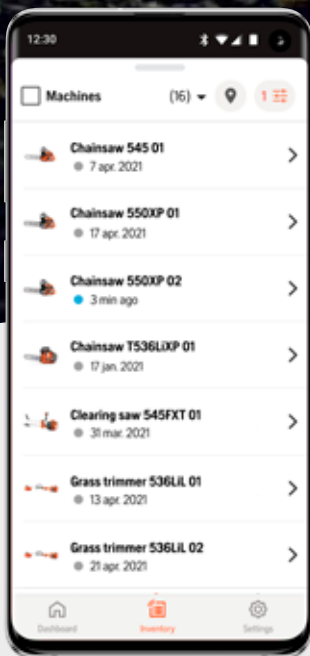 12:30
Machines (16) 1
Chainsaw 545 01
7 apr. 2021
Chainsaw 550XP 01
17 apr. 2021
Chainsaw 550XP 02
3 min ago
Chainsaw T536LiXP 01
17 jan. 2021
Clearing saw 545FXT 01
31 mar. 2021
Grass trimmer 536LiL 01
13 apr. 2021
Grass trimmer 536LiL 02
21 apr. 2021
Dashboard Inventory Settings